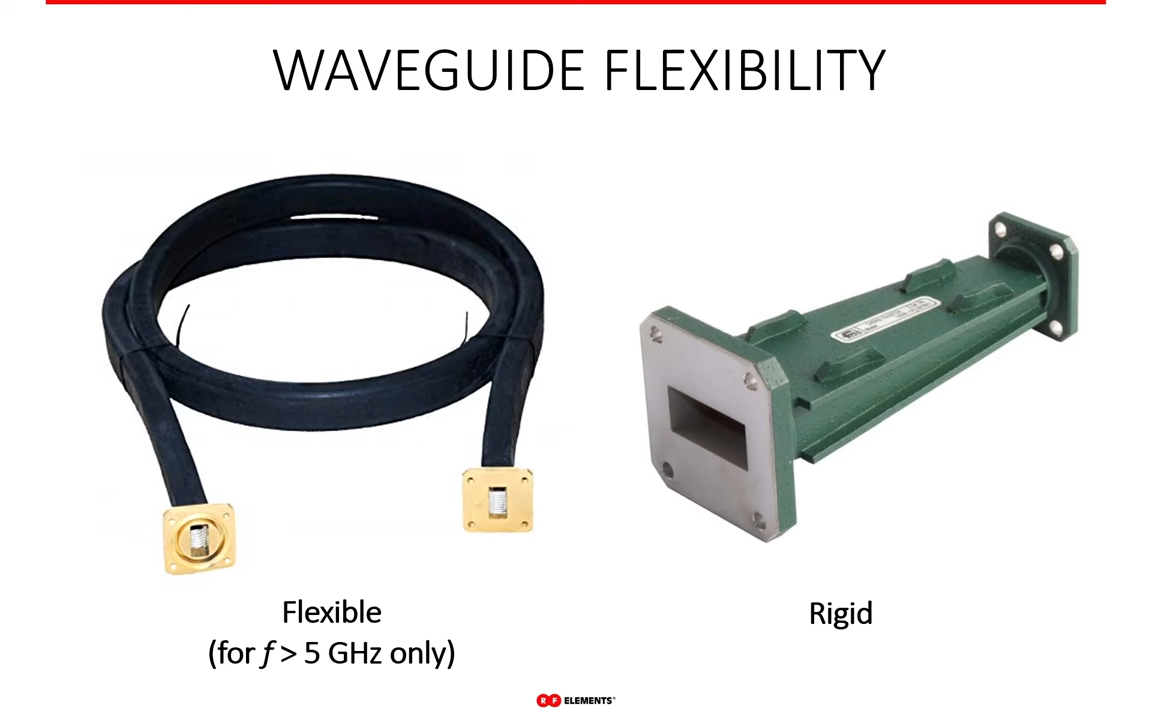 WAVEGUIDE FLEXIBILITY
Flexible
(for f > 5 GHz only)
Rigid
RF ELEMENTS®